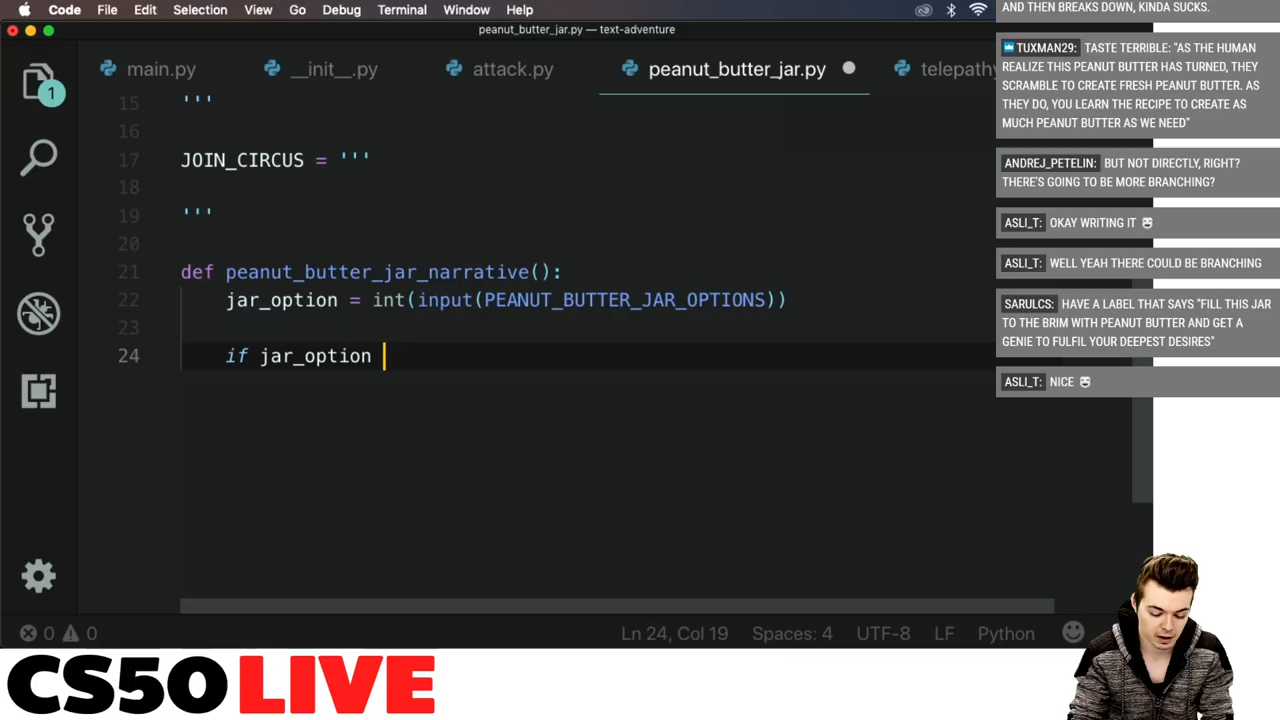 Code File Edit Selection View Go Debug Terminal Window Help
peanut_butter_jar.py — text-adventure
main.py __init__.py attack.py peanut_butter_jar.py telepathy
1
15 '''
16
17 JOIN_CIRCUS = '''
18
19 '''
20
21 def peanut_butter_jar_narrative():
22 jar_option = int(input(PEANUT_BUTTER_JAR_OPTIONS))
23
24 if jar_option
0 0 Ln 24, Col 19 Spaces: 4 UTF-8 LF Python
AND THEN BREAKS DOWN, KINDA SUCKS.
TUXMAN29: TASTE TERRIBLE: "AS THE HUMAN
REALIZE THIS PEANUT BUTTER HAS TURNED, THEY
SCRAMBLE TO CREATE FRESH PEANUT BUTTER. AS
THEY DO, YOU LEARN THE RECIPE TO CREATE AS
MUCH PEANUT BUTTER AS WE NEED"
ANDREJ_PETELIN: BUT NOT DIRECTLY, RIGHT?
THERE'S GOING TO BE MORE BRANCHING?
ASLI_T: OKAY WRITING IT
ASLI_T: WELL YEAH THERE COULD BE BRANCHING
SARULCS: HAVE A LABEL THAT SAYS "FILL THIS JAR
TO THE BRIM WITH PEANUT BUTTER AND GET A
GENIE TO FULFIL YOUR DEEPEST DESIRES"
ASLI_T: NICE
CS50 LIVE